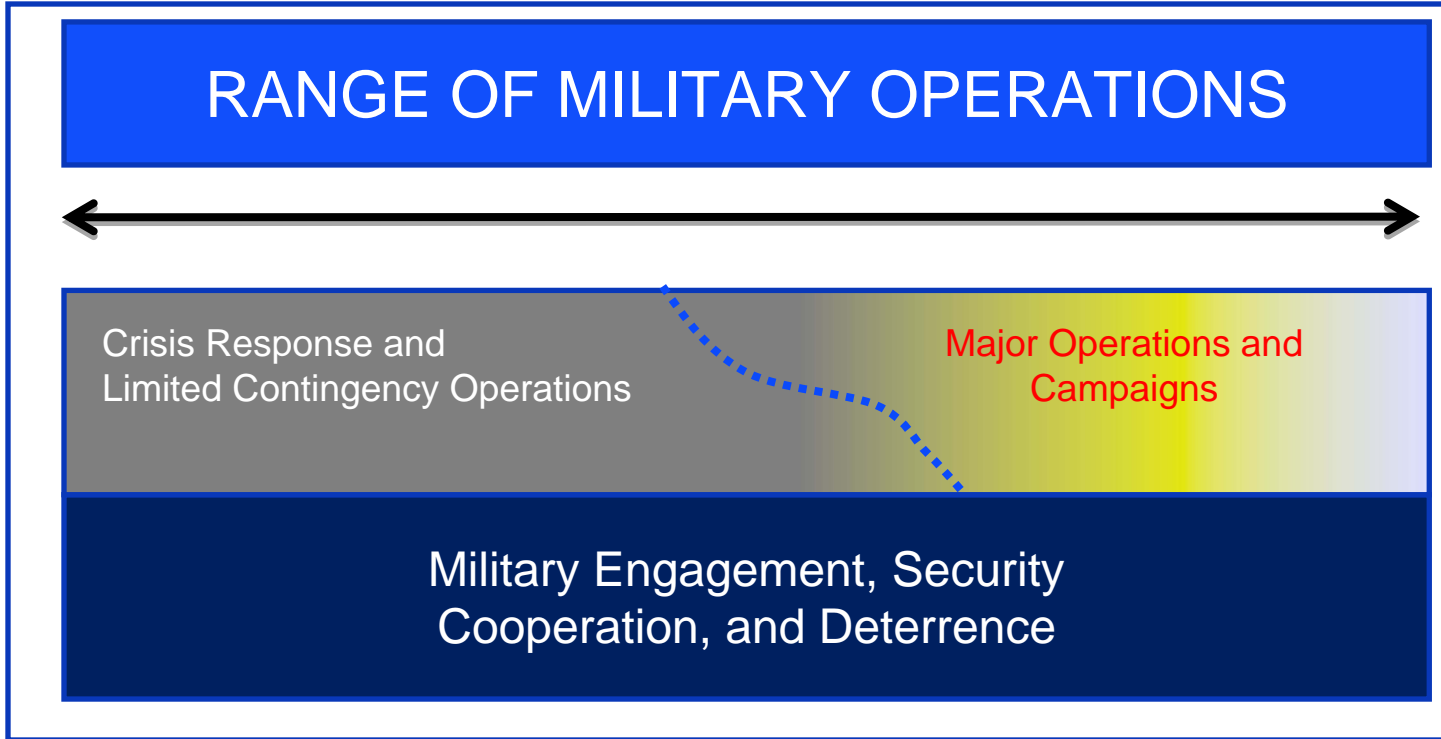 RANGE OF MILITARY OPERATIONS
Crisis Response and
Limited Contingency Operations
Major Operations and
Campaigns
Military Engagement, Security
Cooperation, and Deterrence